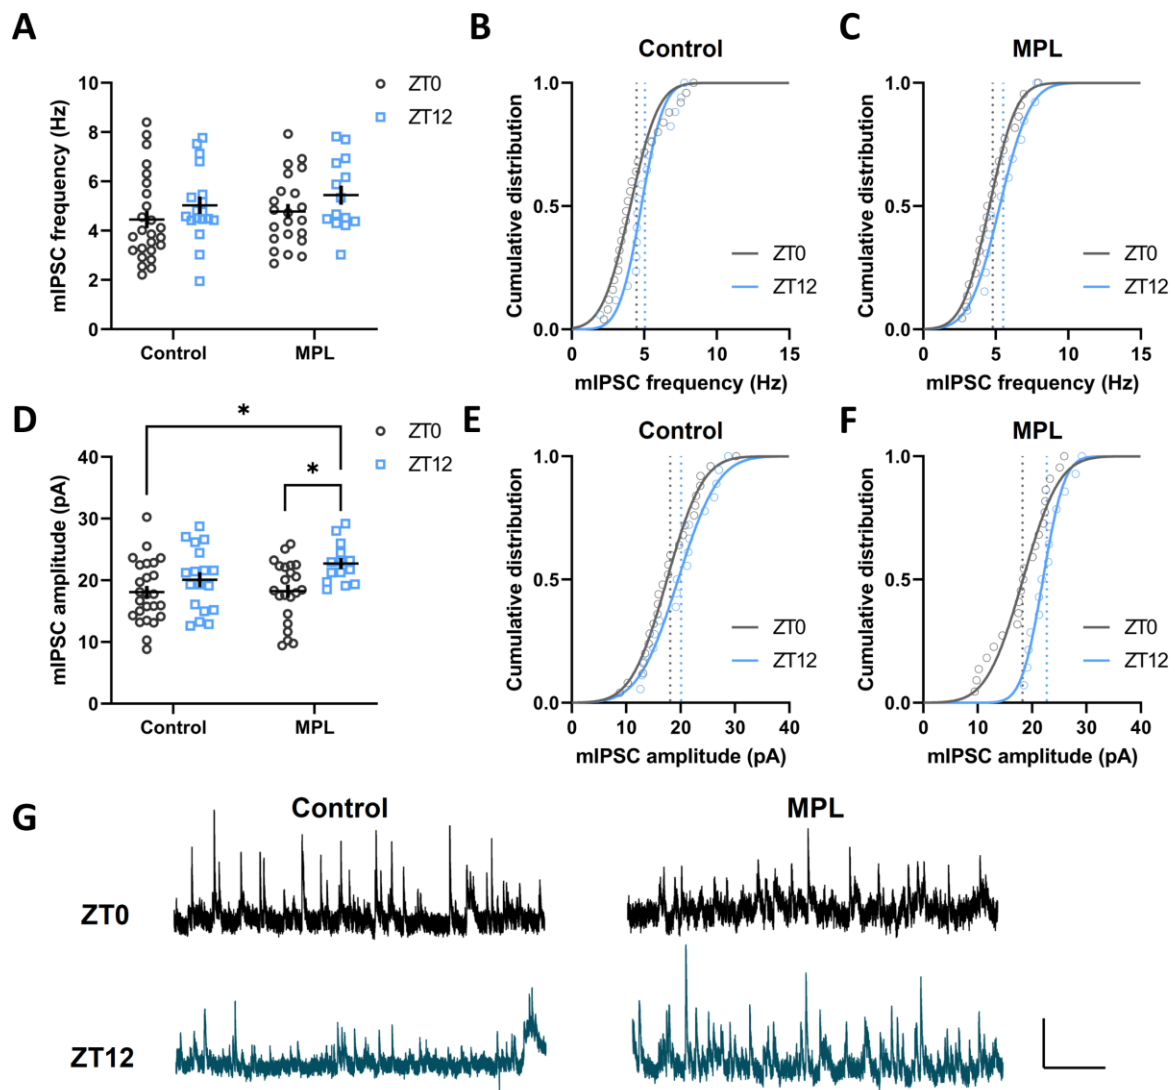 A
mIPSC frequency (Hz)
10
8
6
4
2
0
Control
MPL
ZT0
ZT12
B
Control
Cumulative distribution
1.0
0.5
0.0
0
5
10
15
mIPSC frequency (Hz)
ZT0
ZT12
C
MPL
Cumulative distribution
1.0
0.5
0.0
0
5
10
15
mIPSC frequency (Hz)
ZT0
ZT12
D
*
*
mIPSC amplitude (pA)
40
30
20
10
0
Control
MPL
ZT0
ZT12
E
Control
Cumulative distribution
1.0
0.5
0.0
0
10
20
30
40
mIPSC amplitude (pA)
ZT0
ZT12
F
MPL
Cumulative distribution
1.0
0.5
0.0
0
10
20
30
40
mIPSC amplitude (pA)
ZT0
ZT12
G
Control
MPL
ZT0
ZT12